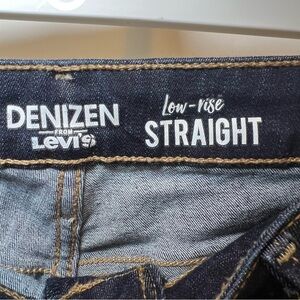 DENIZEN
FROM
Levi's
Low-rise
STRAIGHT